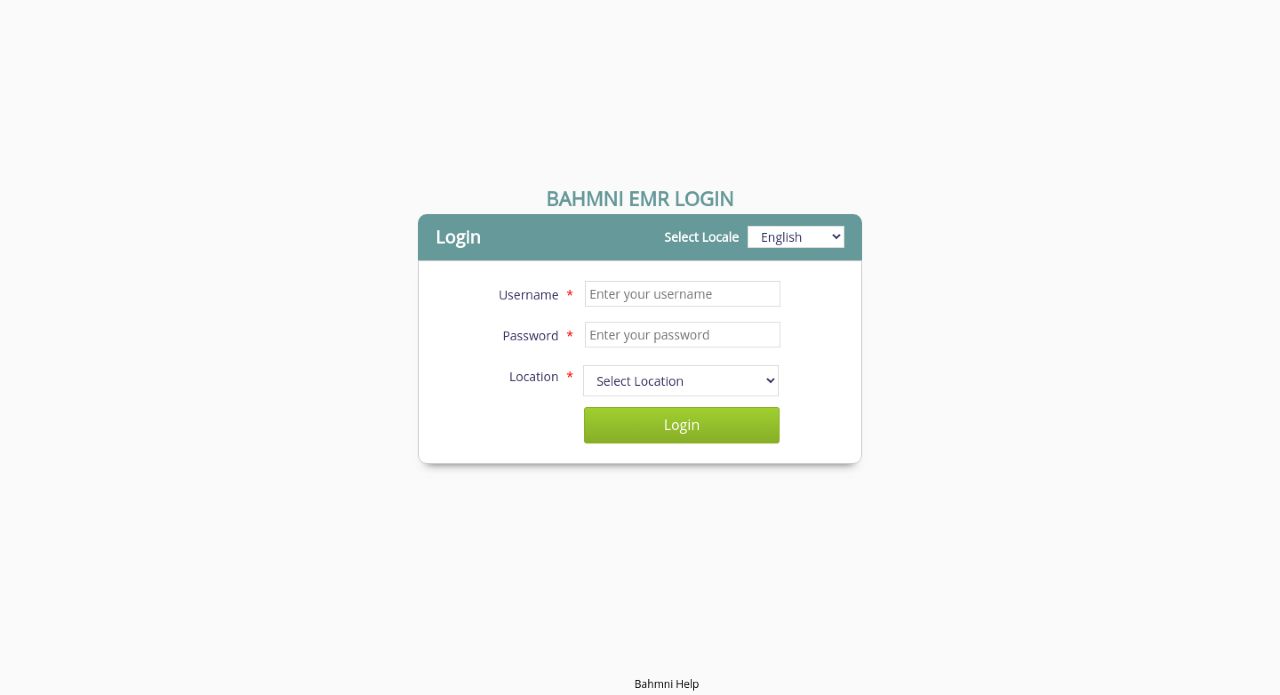 BAHMNI EMR LOGIN
Login Select Locale English
Username * Enter your username
Password * Enter your password
Location * Select Location
Login
Bahmni Help